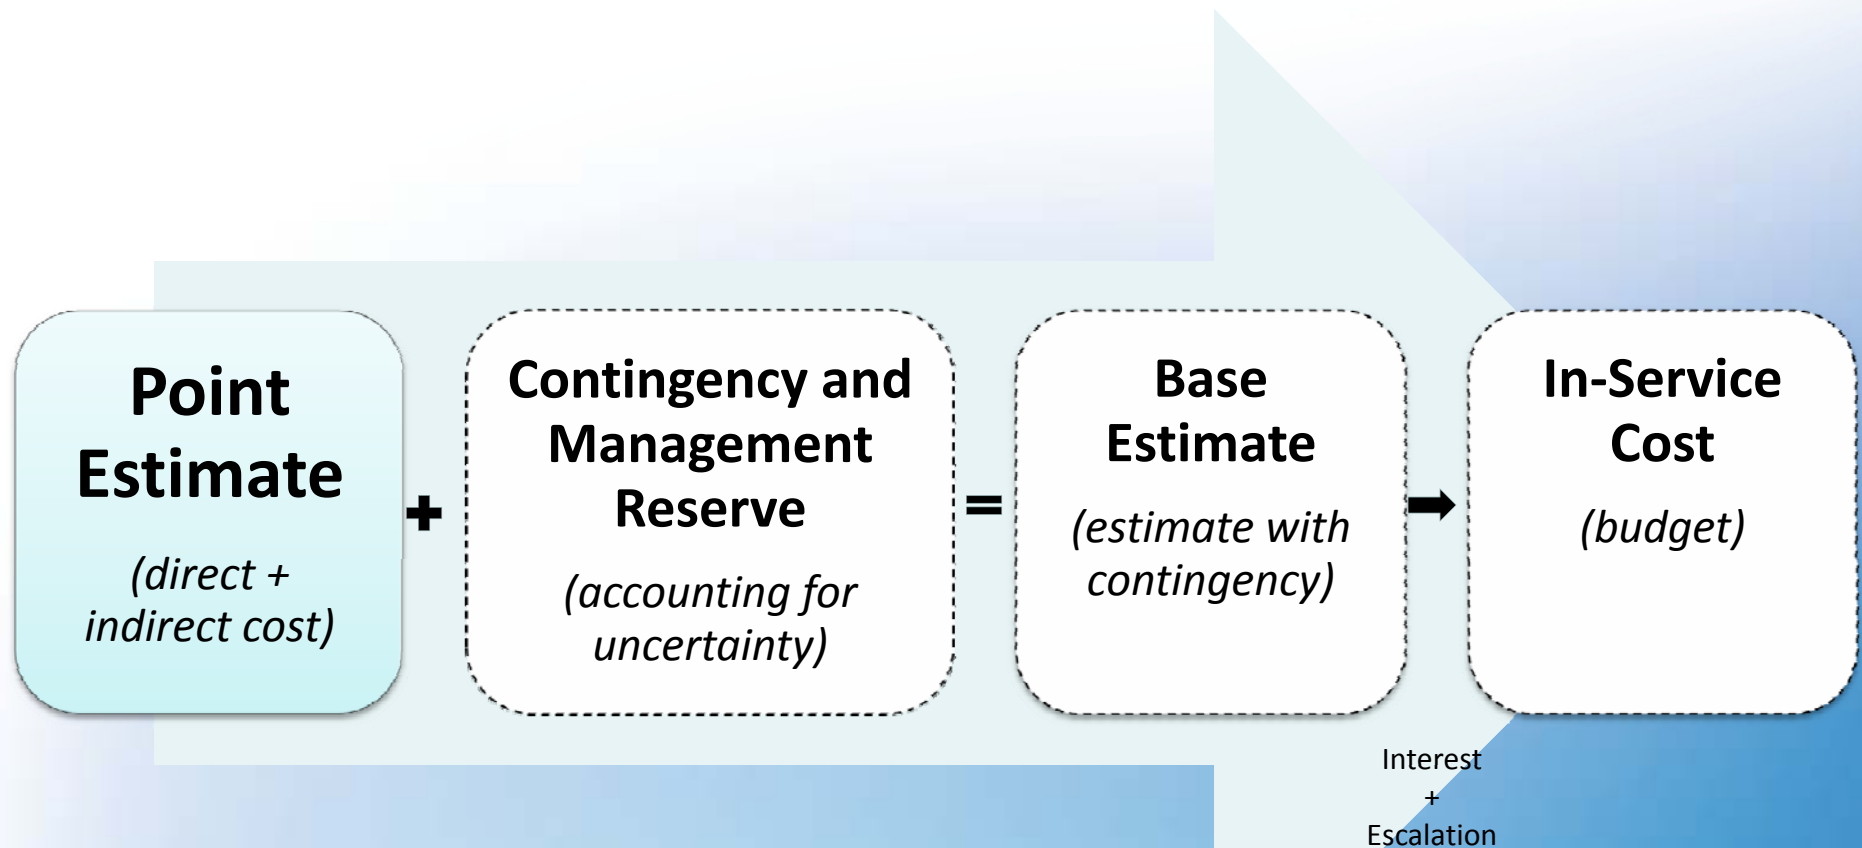 Point
Estimate
(direct +
indirect cost)
+
Contingency and
Management
Reserve
(accounting for
uncertainty)
=
Base
Estimate
(estimate with
contingency)
In-Service
Cost
(budget)
Interest
+
Escalation